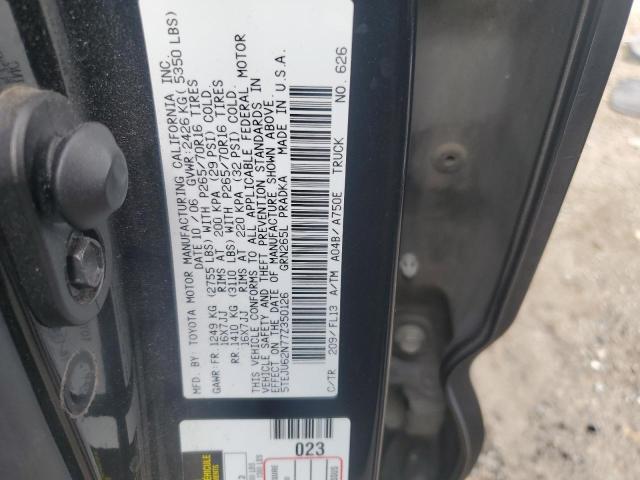 MFD. BY TOYOTA MOTOR MANUFACTURING CALIFORNIA INC.
DATE 10/06 GVWR 2426 KG( 5350 LBS)
GAWR:FR.1249 KG (2755 LBS) WITH P265/70R16 TIRES
16X7JJ RIMS AT 200 KPA (29 PSI) COLD.
RR.1410 KG (3110 LBS) WITH P265/70R16 TIRES
16X7JJ RIMS AT 220 KPA (32 PSI) COLD.
THIS VEHICLE CONFORMS TO ALL APPLICABLE FEDERAL MOTOR
VEHICLE SAFETY AND THEFT PREVENTION STANDARDS IN
EFFECT ON THE DATE OF MANUFACTURE SHOWN ABOVE.
5TEJU62N77Z350126 GRN265L PRADKA MADE IN U.S.A.
C/TR 209/FL13 A/TM A04B/A750E TRUCK NO. 626
023